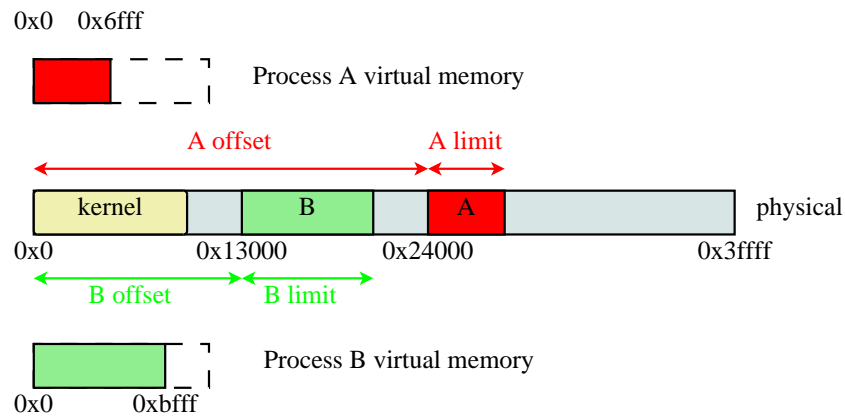 0x0 0x6fff
Process A virtual memory
A offset A limit
kernel B A physical
0x0 0x13000 0x24000 0x3ffff
B offset B limit
Process B virtual memory
0x0 0xbfff